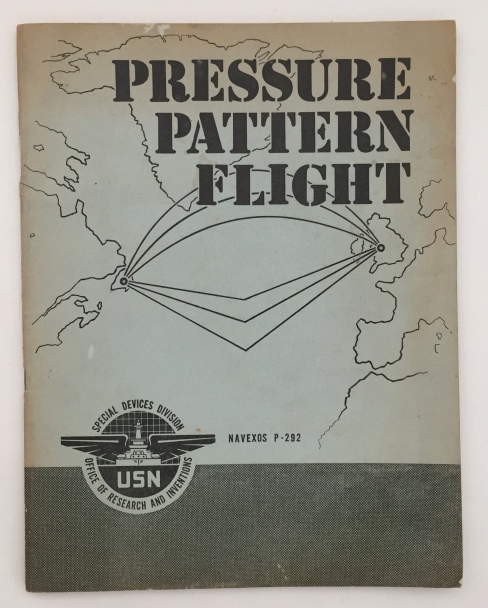 PRESSURE
PATTERN
FLIGHT
NAVEXOS P-292
SPECIAL DEVICES DIVISION
USN
OFFICE OF RESEARCH AND INVENTIONS